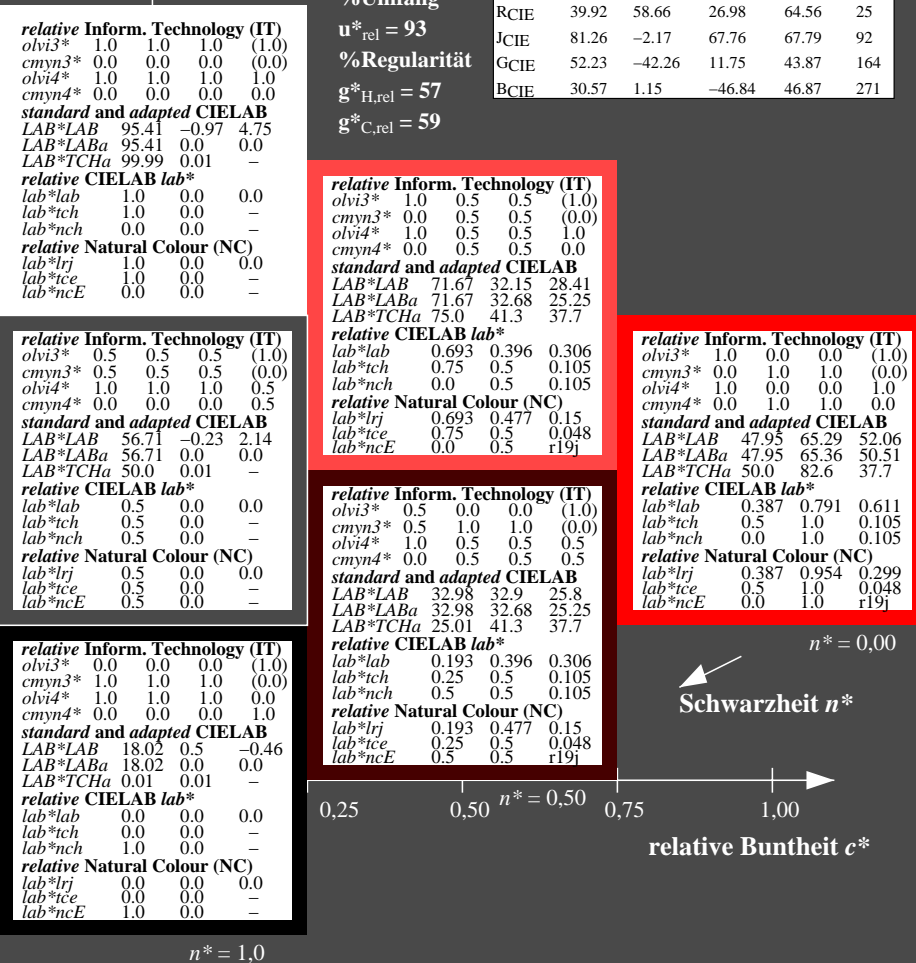 relative Inform. Technology (IT)
olvi3* 1.0 1.0 1.0 (1.0)
cmyn3* 0.0 0.0 0.0 (0.0)
olvi4* 1.0 1.0 1.0 1.0
cmyn4* 0.0 0.0 0.0 0.0
standard and adapted CIELAB
LAB*LAB 95.41 –0.97 4.75
LAB*LABa 95.41 0.0 0.0
LAB*TCHa 99.99 0.01 –
relative CIELAB lab*
lab*lab 1.0 0.0 0.0
lab*tch 1.0 0.0 –
lab*nch 0.0 0.0 –
relative Natural Colour (NC)
lab*lrj 1.0 0.0 0.0
lab*tce 1.0 0.0 –
lab*ncE 0.0 0.0 –
%Umfang
u*rel = 93
%Regularität
g*H,rel = 57
g*C,rel = 59
RCIE 39.92 58.66 26.98 64.56 25
JCIE 81.26 –2.17 67.76 67.79 92
GCIE 52.23 –42.26 11.75 43.87 164
BCIE 30.57 1.15 –46.84 46.87 271
relative Inform. Technology (IT)
olvi3* 1.0 0.5 0.5 (1.0)
cmyn3* 0.0 0.5 0.5 (0.0)
olvi4* 1.0 0.5 0.5 1.0
cmyn4* 0.0 0.5 0.5 0.0
standard and adapted CIELAB
LAB*LAB 71.67 32.15 28.41
LAB*LABa 71.67 32.68 25.25
LAB*TCHa 75.0 41.3 37.7
relative CIELAB lab*
lab*lab 0.693 0.396 0.306
lab*tch 0.75 0.5 0.105
lab*nch 0.0 0.5 0.105
relative Natural Colour (NC)
lab*lrj 0.693 0.477 0.15
lab*tce 0.75 0.5 0.048
lab*ncE 0.0 0.5 r19j
relative Inform. Technology (IT)
olvi3* 0.5 0.5 0.5 (1.0)
cmyn3* 0.5 0.5 0.5 (0.0)
olvi4* 1.0 1.0 1.0 0.5
cmyn4* 0.0 0.0 0.0 0.5
standard and adapted CIELAB
LAB*LAB 56.71 –0.23 2.14
LAB*LABa 56.71 0.0 0.0
LAB*TCHa 50.0 0.01 –
relative CIELAB lab*
lab*lab 0.5 0.0 0.0
lab*tch 0.5 0.0 –
lab*nch 0.5 0.0 –
relative Natural Colour (NC)
lab*lrj 0.5 0.0 0.0
lab*tce 0.5 0.0 –
lab*ncE 0.5 0.0 –
relative Inform. Technology (IT)
olvi3* 1.0 0.0 0.0 (1.0)
cmyn3* 0.0 1.0 1.0 (0.0)
olvi4* 1.0 0.0 0.0 1.0
cmyn4* 0.0 1.0 1.0 0.0
standard and adapted CIELAB
LAB*LAB 47.95 65.29 52.06
LAB*LABa 47.95 65.36 50.51
LAB*TCHa 50.0 82.6 37.7
relative CIELAB lab*
lab*lab 0.387 0.791 0.611
lab*tch 0.5 1.0 0.105
lab*nch 0.0 1.0 0.105
relative Natural Colour (NC)
lab*lrj 0.387 0.954 0.299
lab*tce 0.5 1.0 0.048
lab*ncE 0.0 1.0 r19j
relative Inform. Technology (IT)
olvi3* 0.5 0.0 0.0 (1.0)
cmyn3* 0.5 1.0 1.0 (0.0)
olvi4* 1.0 0.5 0.5 0.5
cmyn4* 0.0 0.5 0.5 0.5
standard and adapted CIELAB
LAB*LAB 32.98 32.9 25.8
LAB*LABa 32.98 32.68 25.25
LAB*TCHa 25.01 41.3 37.7
relative CIELAB lab*
lab*lab 0.193 0.396 0.306
lab*tch 0.25 0.5 0.105
lab*nch 0.5 0.5 0.105
relative Natural Colour (NC)
lab*lrj 0.193 0.477 0.15
lab*tce 0.25 0.5 0.048
lab*ncE 0.5 0.5 r19j
n* = 0,00
Schwarzheit n*
relative Inform. Technology (IT)
olvi3* 0.0 0.0 0.0 (1.0)
cmyn3* 1.0 1.0 1.0 (0.0)
olvi4* 1.0 1.0 1.0 0.0
cmyn4* 0.0 0.0 0.0 1.0
standard and adapted CIELAB
LAB*LAB 18.02 0.5 –0.46
LAB*LABa 18.02 0.0 0.0
LAB*TCHa 0.01 0.01 –
relative CIELAB lab*
lab*lab 0.0 0.0 0.0
lab*tch 0.0 0.0 –
lab*nch 1.0 0.0 –
relative Natural Colour (NC)
lab*lrj 0.0 0.0 0.0
lab*tce 0.0 0.0 –
lab*ncE 1.0 0.0 –
0,25 0,50 n* = 0,50 0,75 1,00
relative Buntheit c*
n* = 1,0